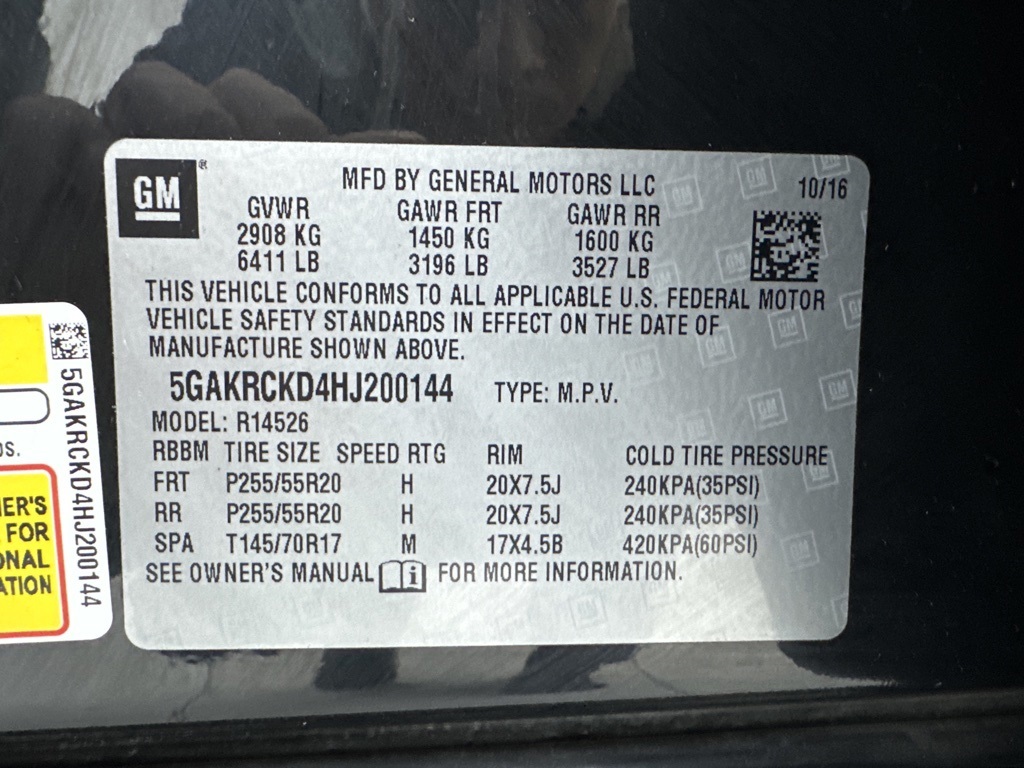 GM ®
MFD BY GENERAL MOTORS LLC 10/16
GVWR GAWR FRT GAWR RR
2908 KG 1450 KG 1600 KG
6411 LB 3196 LB 3527 LB
THIS VEHICLE CONFORMS TO ALL APPLICABLE U.S. FEDERAL MOTOR
VEHICLE SAFETY STANDARDS IN EFFECT ON THE DATE OF
MANUFACTURE SHOWN ABOVE.
5GAKRCKD4HJ200144 TYPE: M.P.V.
MODEL: R14526
RBBM TIRE SIZE SPEED RTG RIM COLD TIRE PRESSURE
FRT P255/55R20 H 20X7.5J 240KPA(35PSI)
RR P255/55R20 H 20X7.5J 240KPA(35PSI)
SPA T145/70R17 M 17X4.5B 420KPA(60PSI)
SEE OWNER'S MANUAL i FOR MORE INFORMATION.
5GAKRCKD4HJ200144
FOR